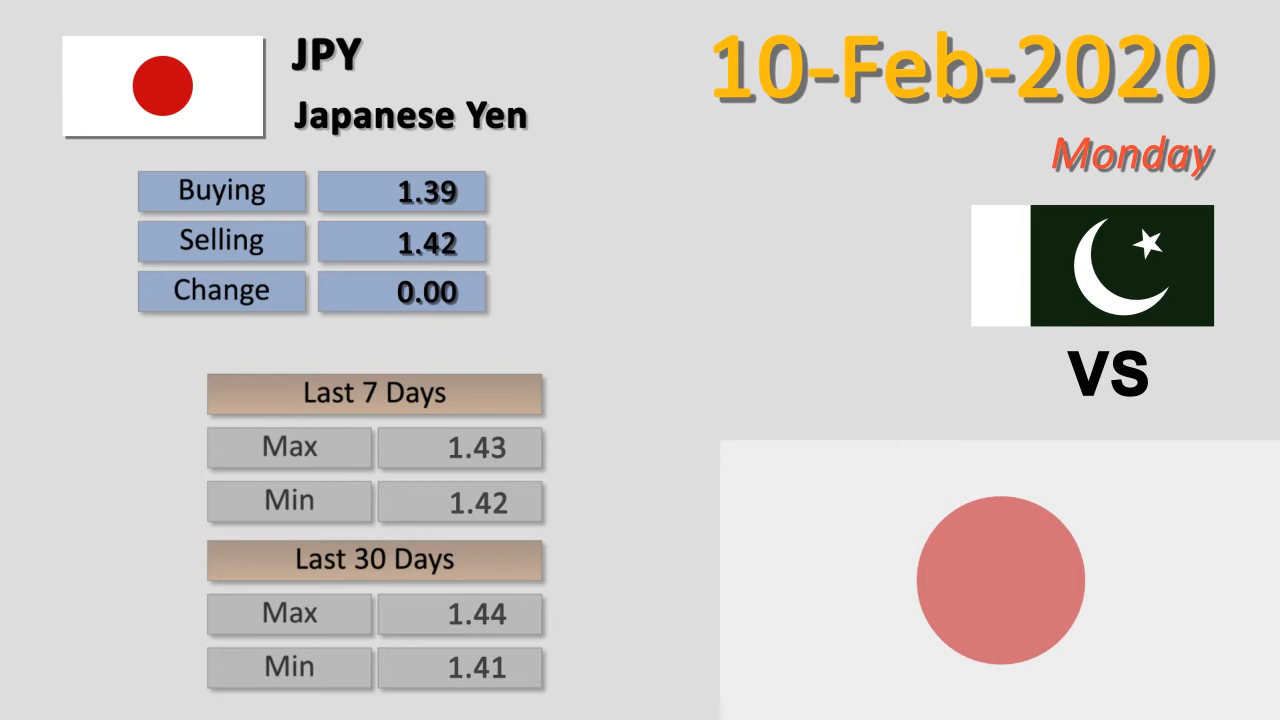 JPY
Japanese Yen
10-Feb-2020
Monday
Buying 1.39
Selling 1.42
Change 0.00
VS
Last 7 Days
Max 1.43
Min 1.42
Last 30 Days
Max 1.44
Min 1.41